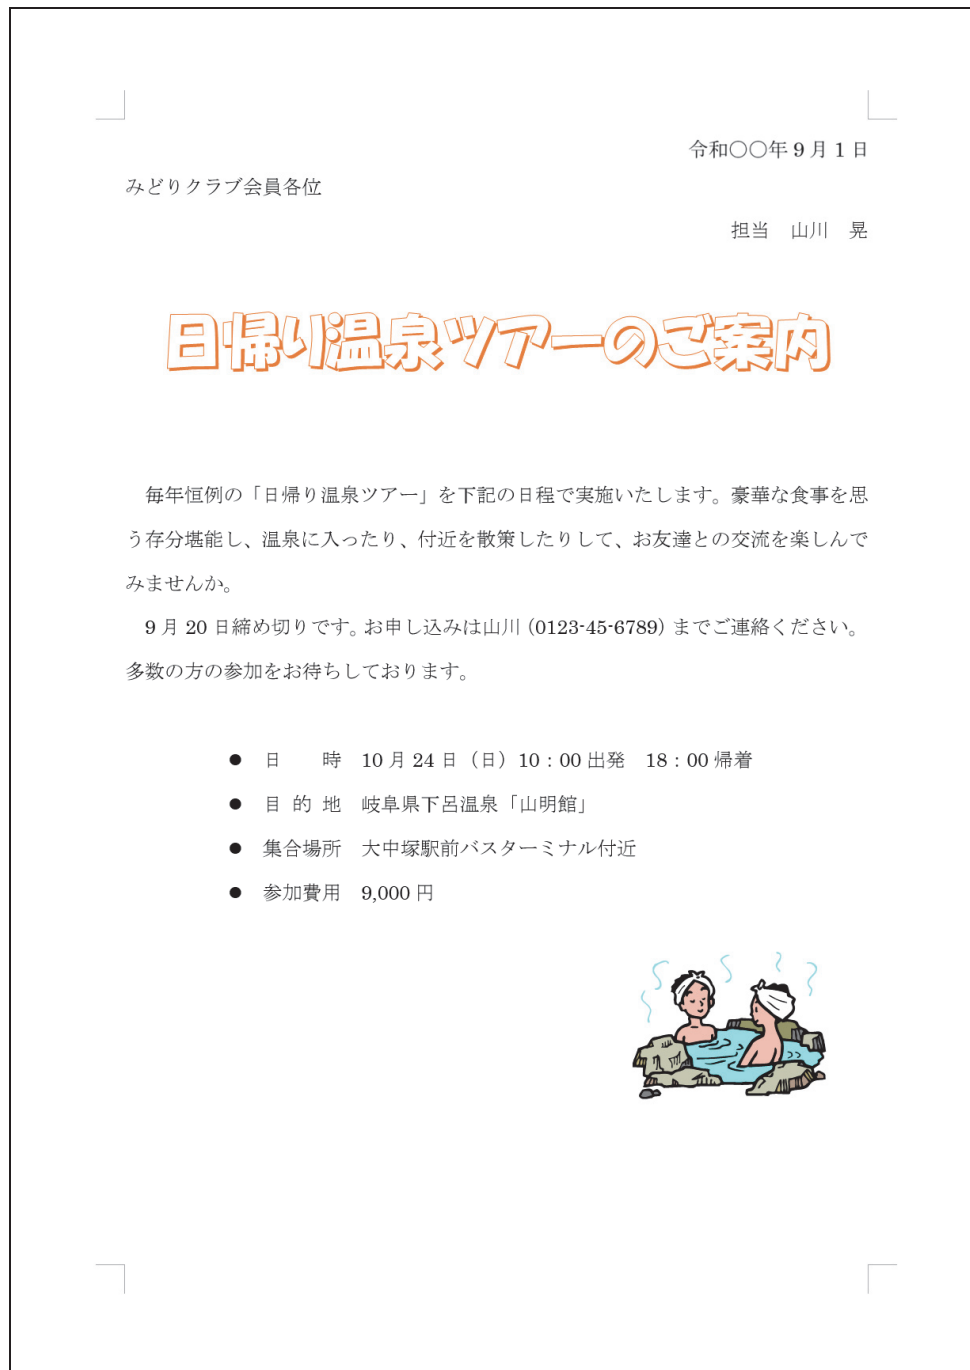 令和〇〇年9月1日
みどりクラブ会員各位
担当　山川　晃
日帰り温泉ツアーのご案内
毎年恒例の「日帰り温泉ツアー」を下記の日程で実施いたします。豪華な食事を思
う存分堪能し、温泉に入ったり、付近を散策したりして、お友達との交流を楽しんで
みませんか。
9月20日締め切りです。お申し込みは山川（0123-45-6789）までご連絡ください。
多数の方の参加をお待ちしております。
● 日　　時　10月24日（日）10：00出発　18：00帰着
● 目 的 地　岐阜県下呂温泉「山明館」
● 集合場所　大中塚駅前バスターミナル付近
● 参加費用　9,000円